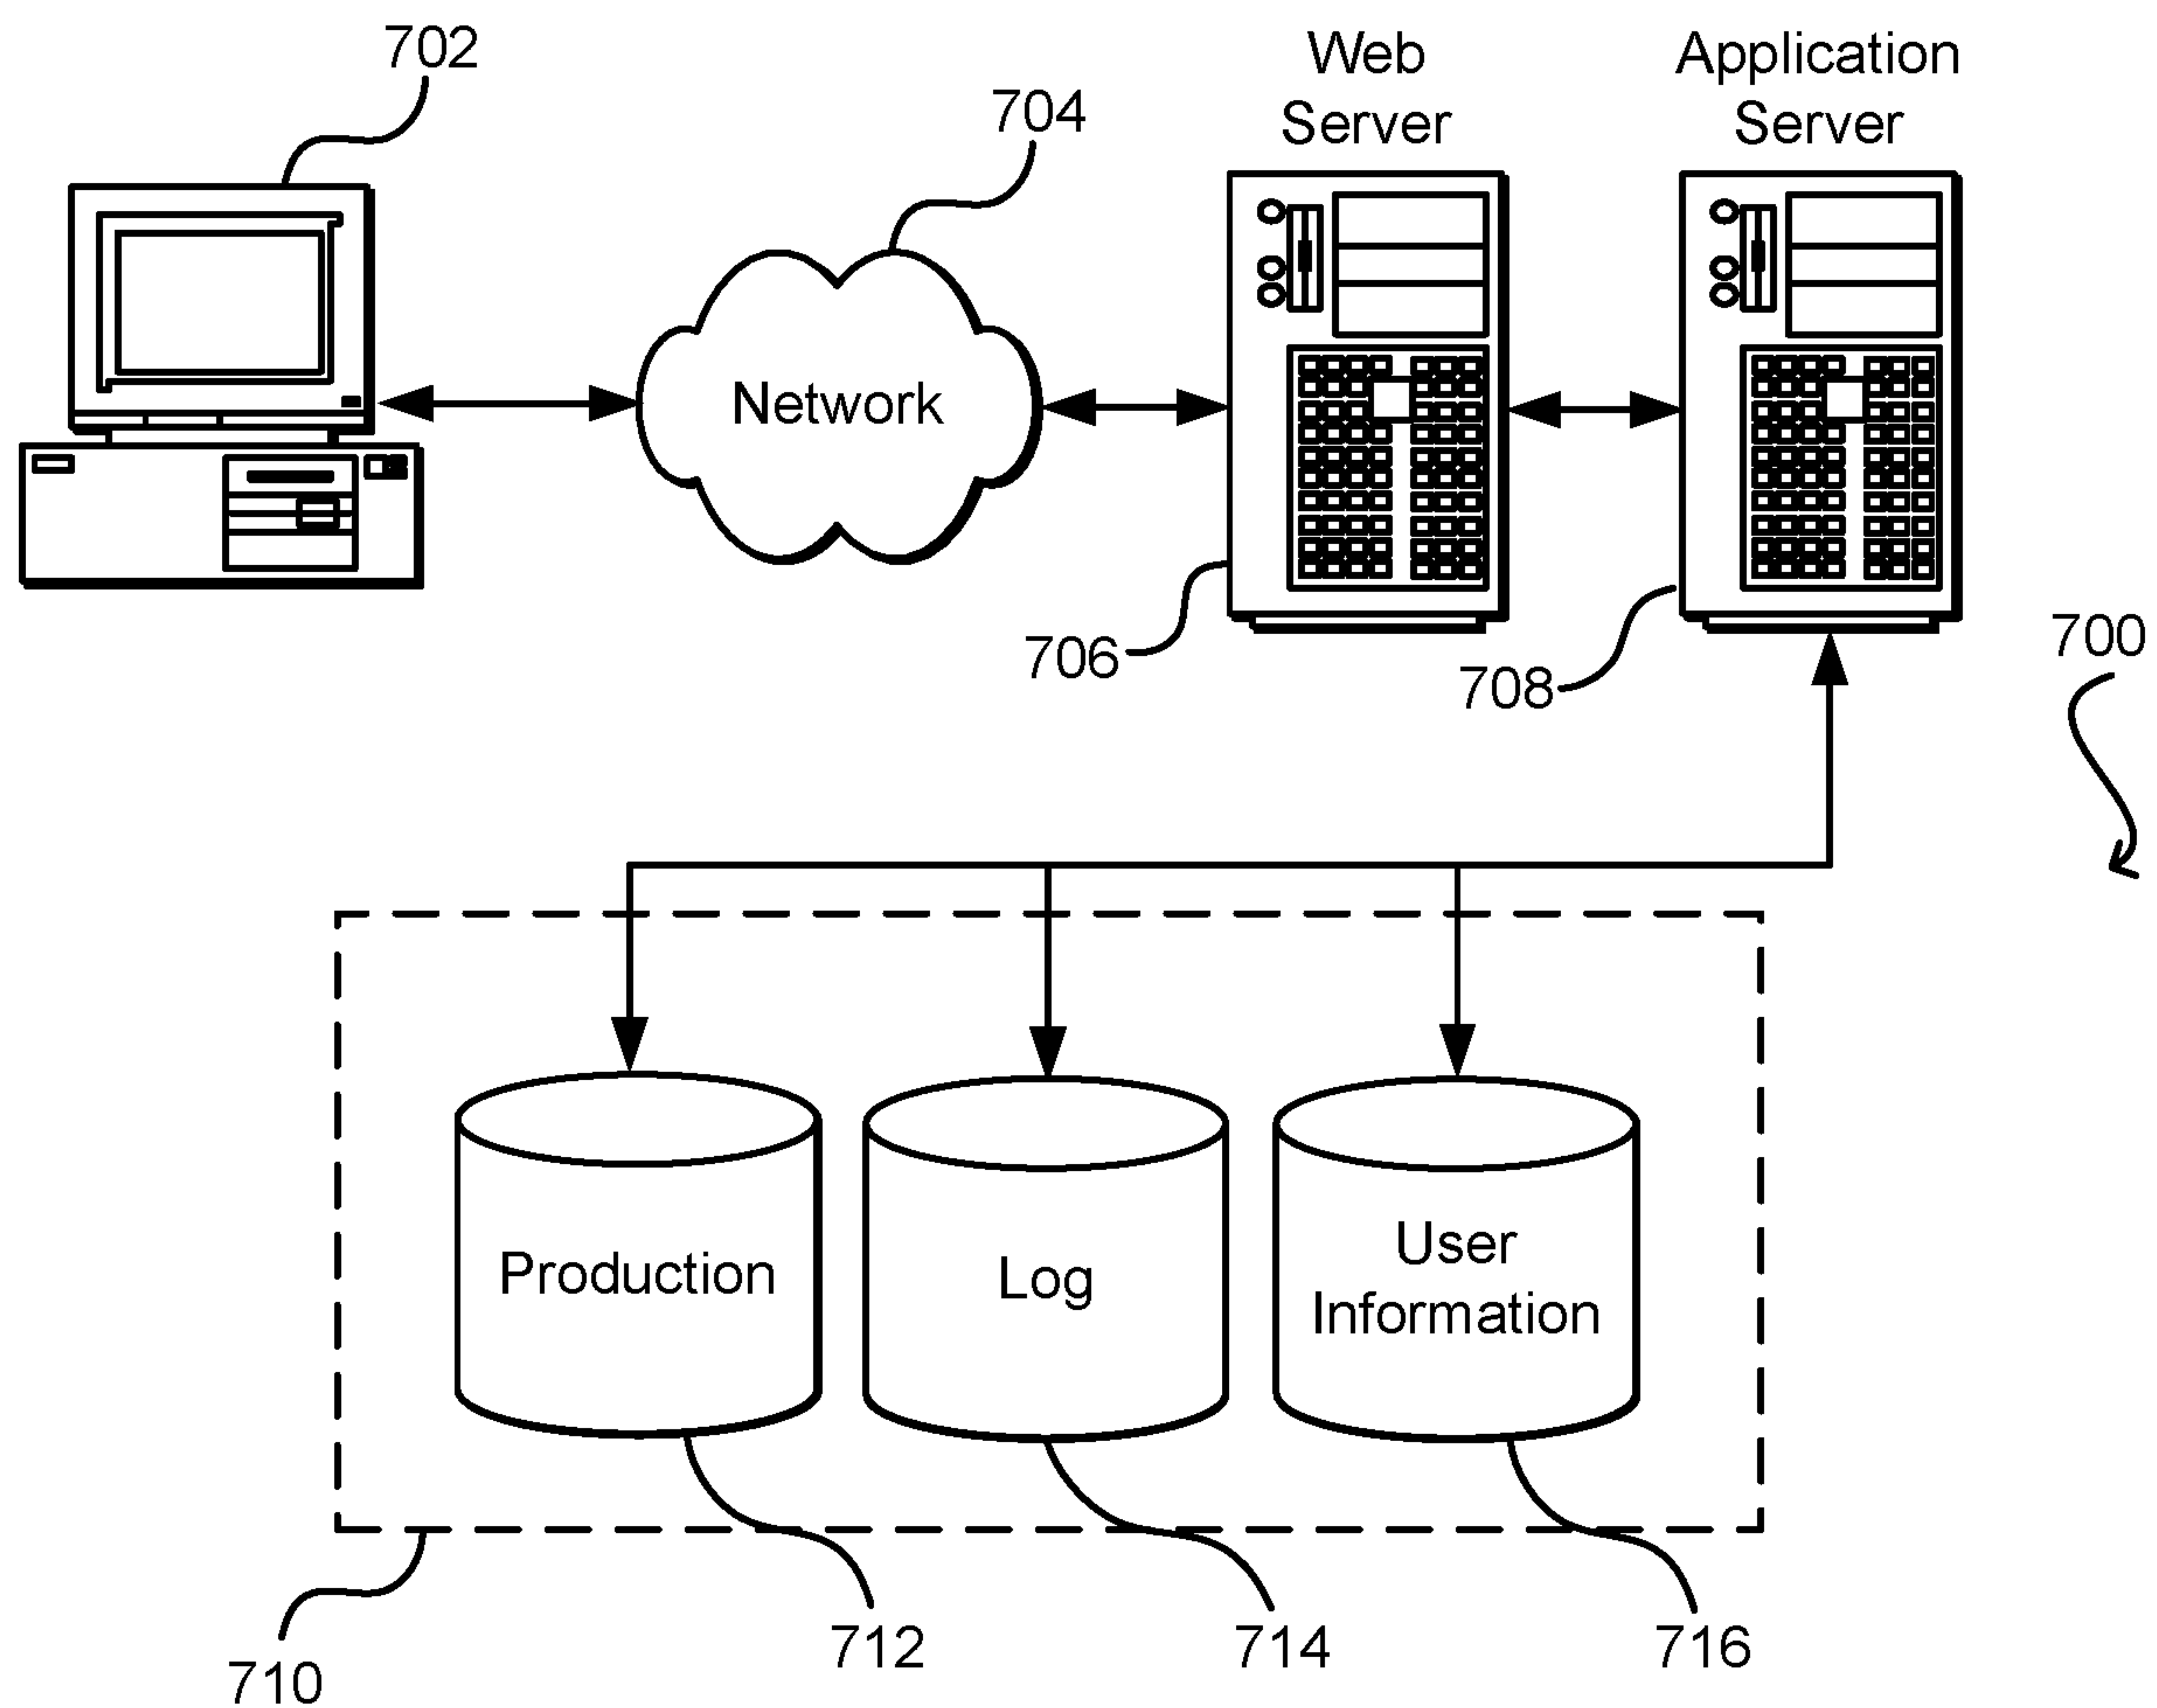 702
704
Web
Server
Application
Server
Network
706
708
700
Production
Log
User
Information
710
712
714
716